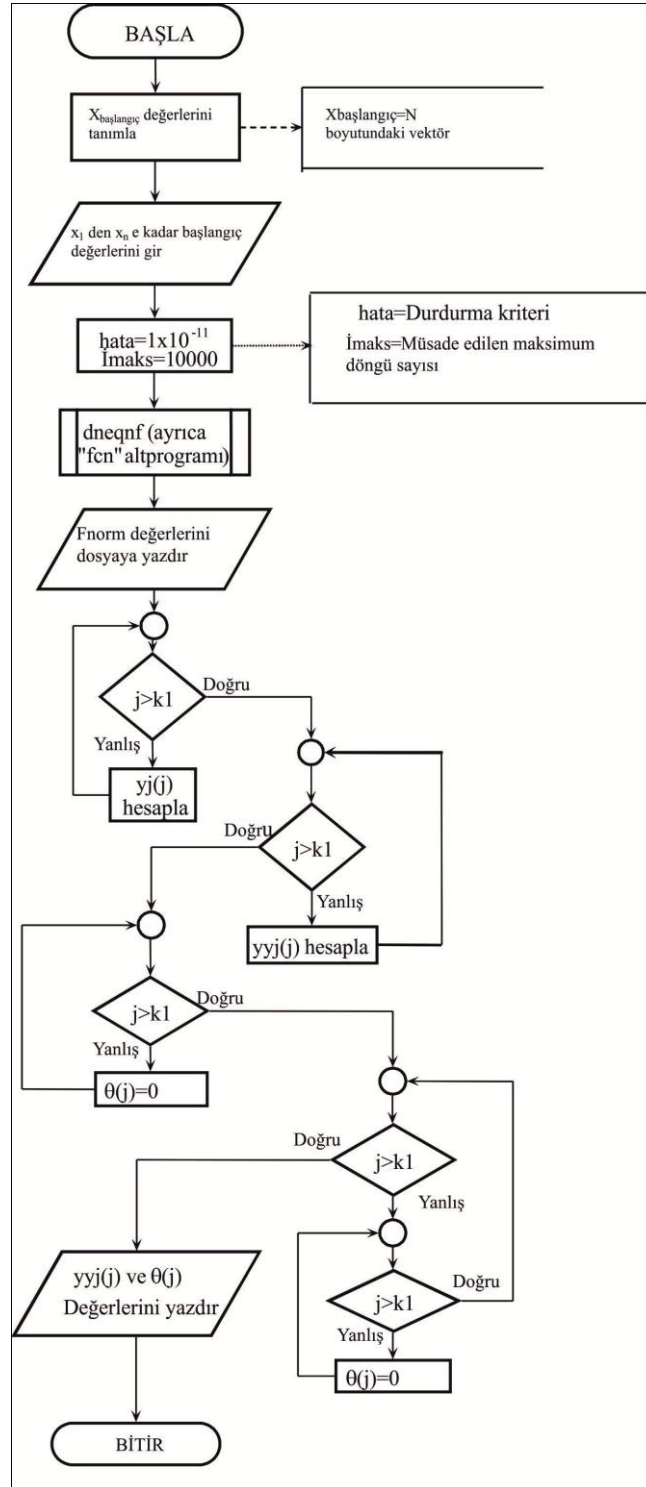 BAŞLA
Xbaşlangıç değerlerini
tanımla
Xbaşlangıç=N
boyutundaki vektör
x1 den xn e kadar başlangıç
değerlerini gir
hata=1x10-11
İmaks=10000
hata=Durdurma kriteri
İmaks=Müsade edilen maksimum
döngü sayısı
dneqnf (ayrıca
"fcn" altprogramı)
Fnorm değerlerini
dosyaya yazdır
j>k1
Doğru
Yanlış
yj(j)
hesapla
Doğru
j>k1
Yanlış
yyj(j) hesapla
j>k1
Doğru
Yanlış
θ(j)=0
Doğru
j>k1
Yanlış
j>k1
Doğru
Yanlış
θ(j)=0
yyj(j) ve θ(j)
Değerlerini yazdır
BİTİR